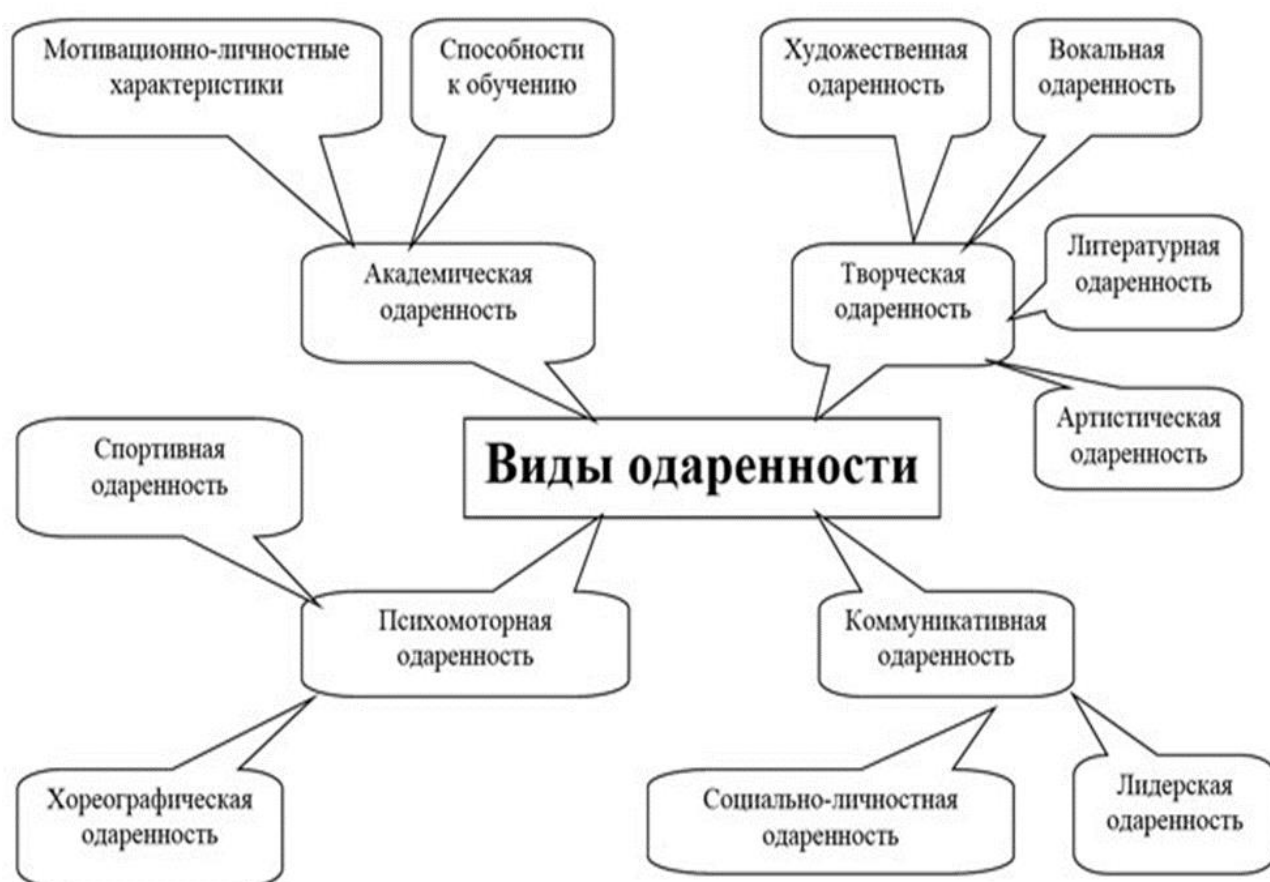 Мотивационно-личностные
характеристики
Способности
к обучению
Художественная
одаренность
Вокальная
одаренность
Академическая
одаренность
Творческая
одаренность
Литературная
одаренность
Артистическая
одаренность
Виды одаренности
Спортивная
одаренность
Психомоторная
одаренность
Коммуникативная
одаренность
Хореографическая
одаренность
Социально-личностная
одаренность
Лидерская
одаренность